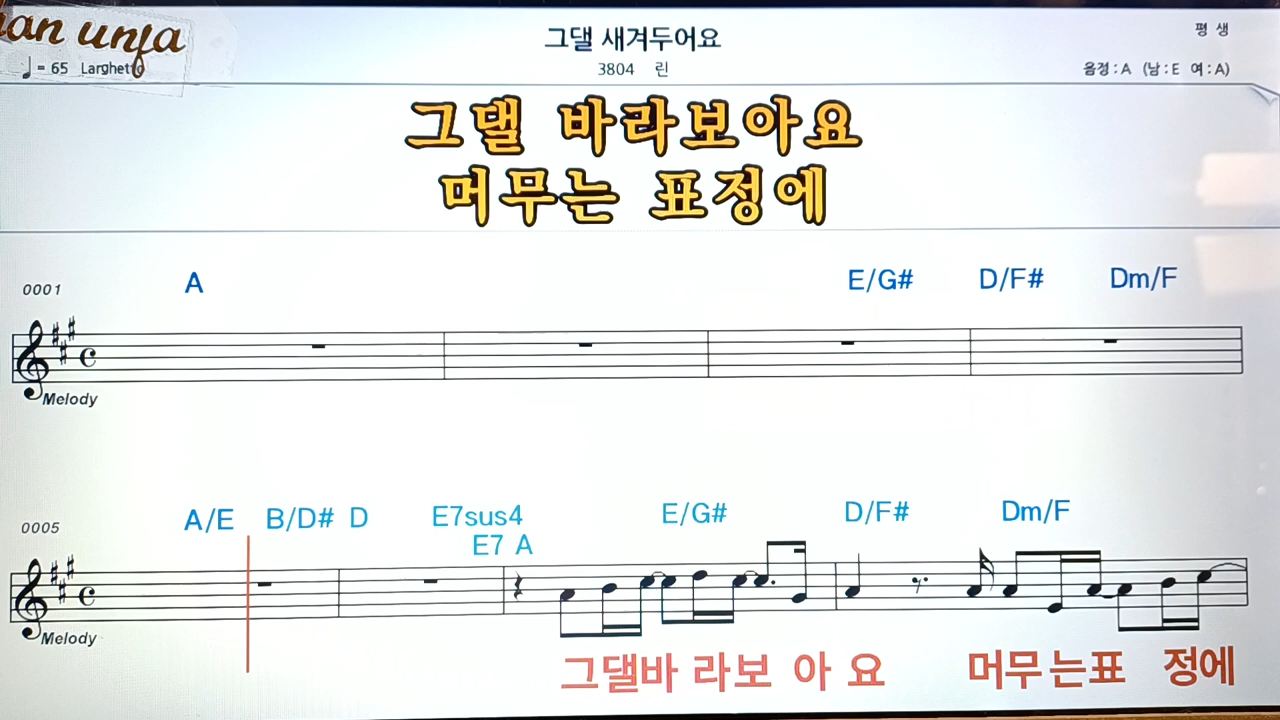 unja
그댈 새겨두어요
평 생
♩= 65 Larghetto
3804 린
음정 : A (남 : E 여 : A)
그댈 바라보아요
머무는 표정에
0001
A E/G# D/F# Dm/F
Melody
0005
A/E B/D# D E7sus4 E/G# D/F# Dm/F
E7 A
Melody
그댈바 라보 아 요 머무는표 정에